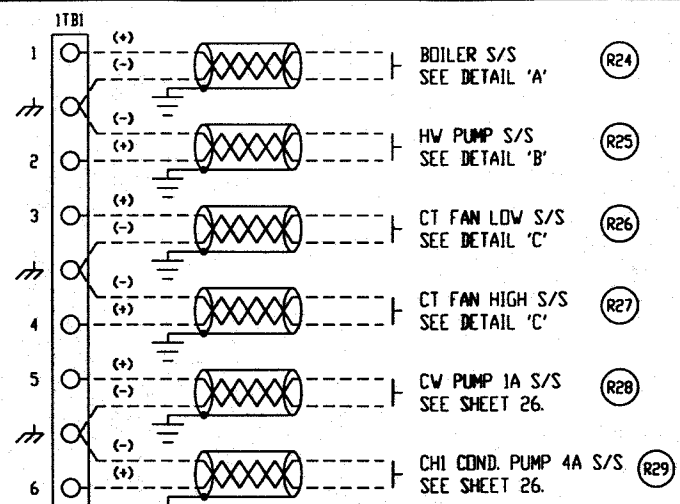 1TB1
1 (+) BOILER S/S R24
(-) SEE DETAIL 'A'
(-) HW PUMP S/S R25
2 (+) SEE DETAIL 'B'
3 (+) CT FAN LOW S/S R26
(-) SEE DETAIL 'C'
(-) CT FAN HIGH S/S R27
4 (+) SEE DETAIL 'C'
5 (+) CW PUMP 1A S/S R28
(-) SEE SHEET 26.
(-) CH1 COND. PUMP 4A S/S R29
6 (+) SEE SHEET 26.